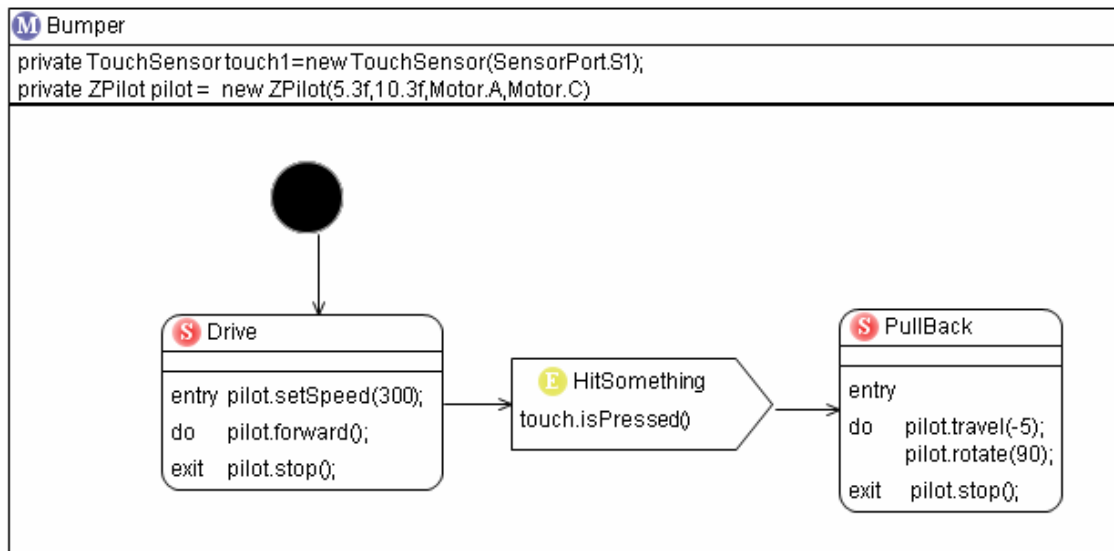 M Bumper
private TouchSensor touch1=new TouchSensor(SensorPort.S1);
private ZPilot pilot = new ZPilot(5.3f,10.3f,Motor.A,Motor.C)
S Drive
entry pilot.setSpeed(300);
do pilot.forward();
exit pilot.stop();
E HitSomething
touch.isPressed()
S PullBack
entry
do pilot.travel(-5);
pilot.rotate(90);
exit pilot.stop();